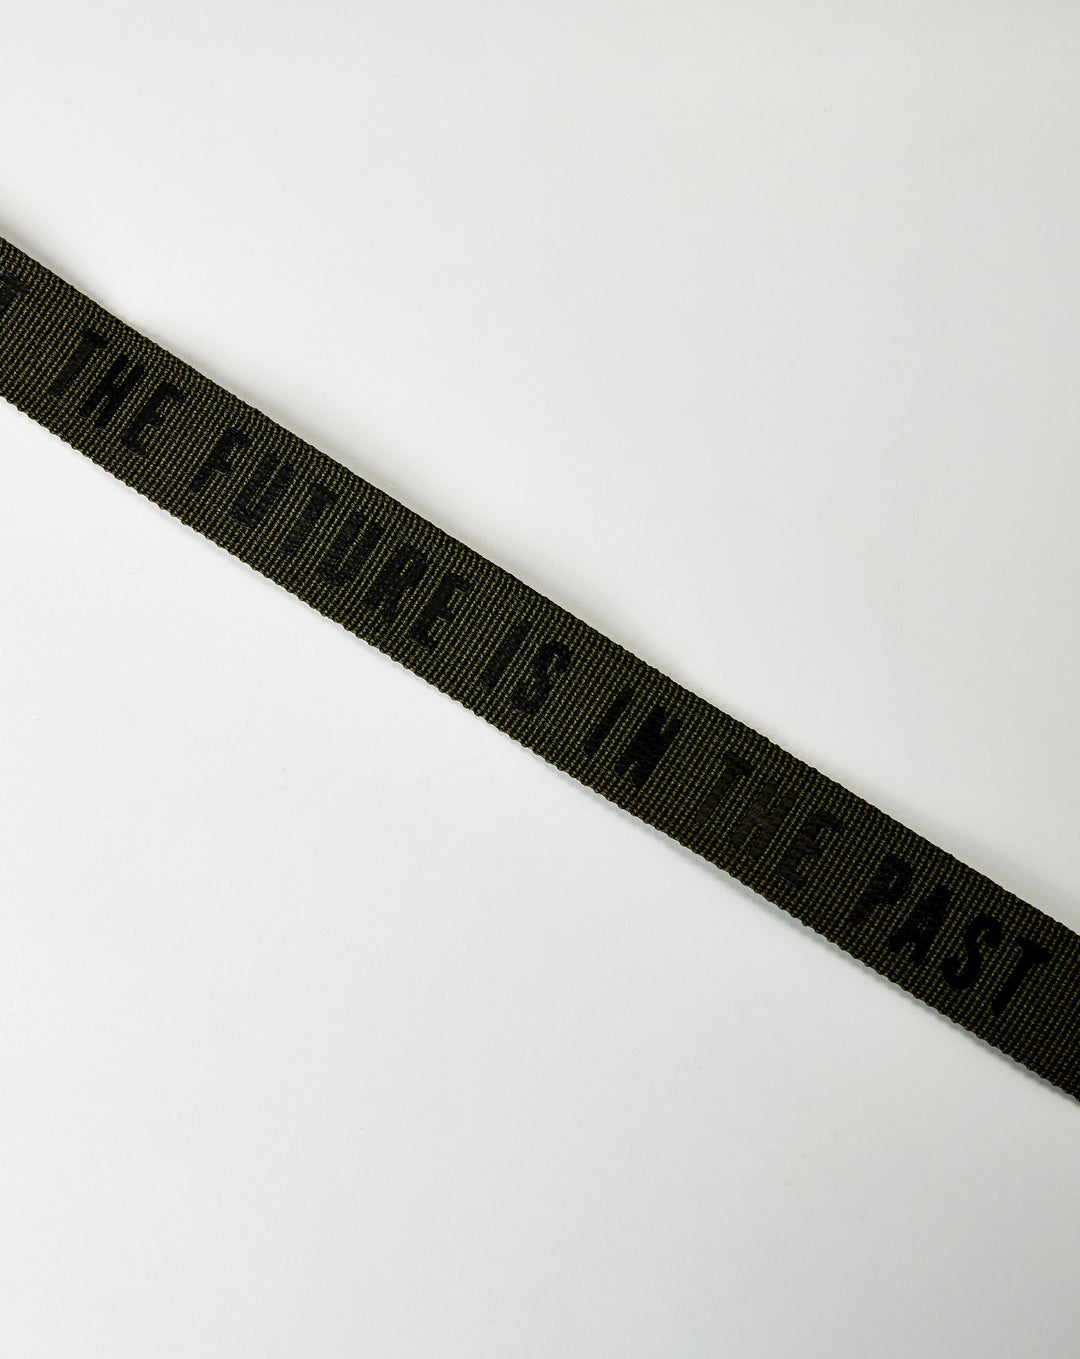 THE FUTURE IS IN THE PAST